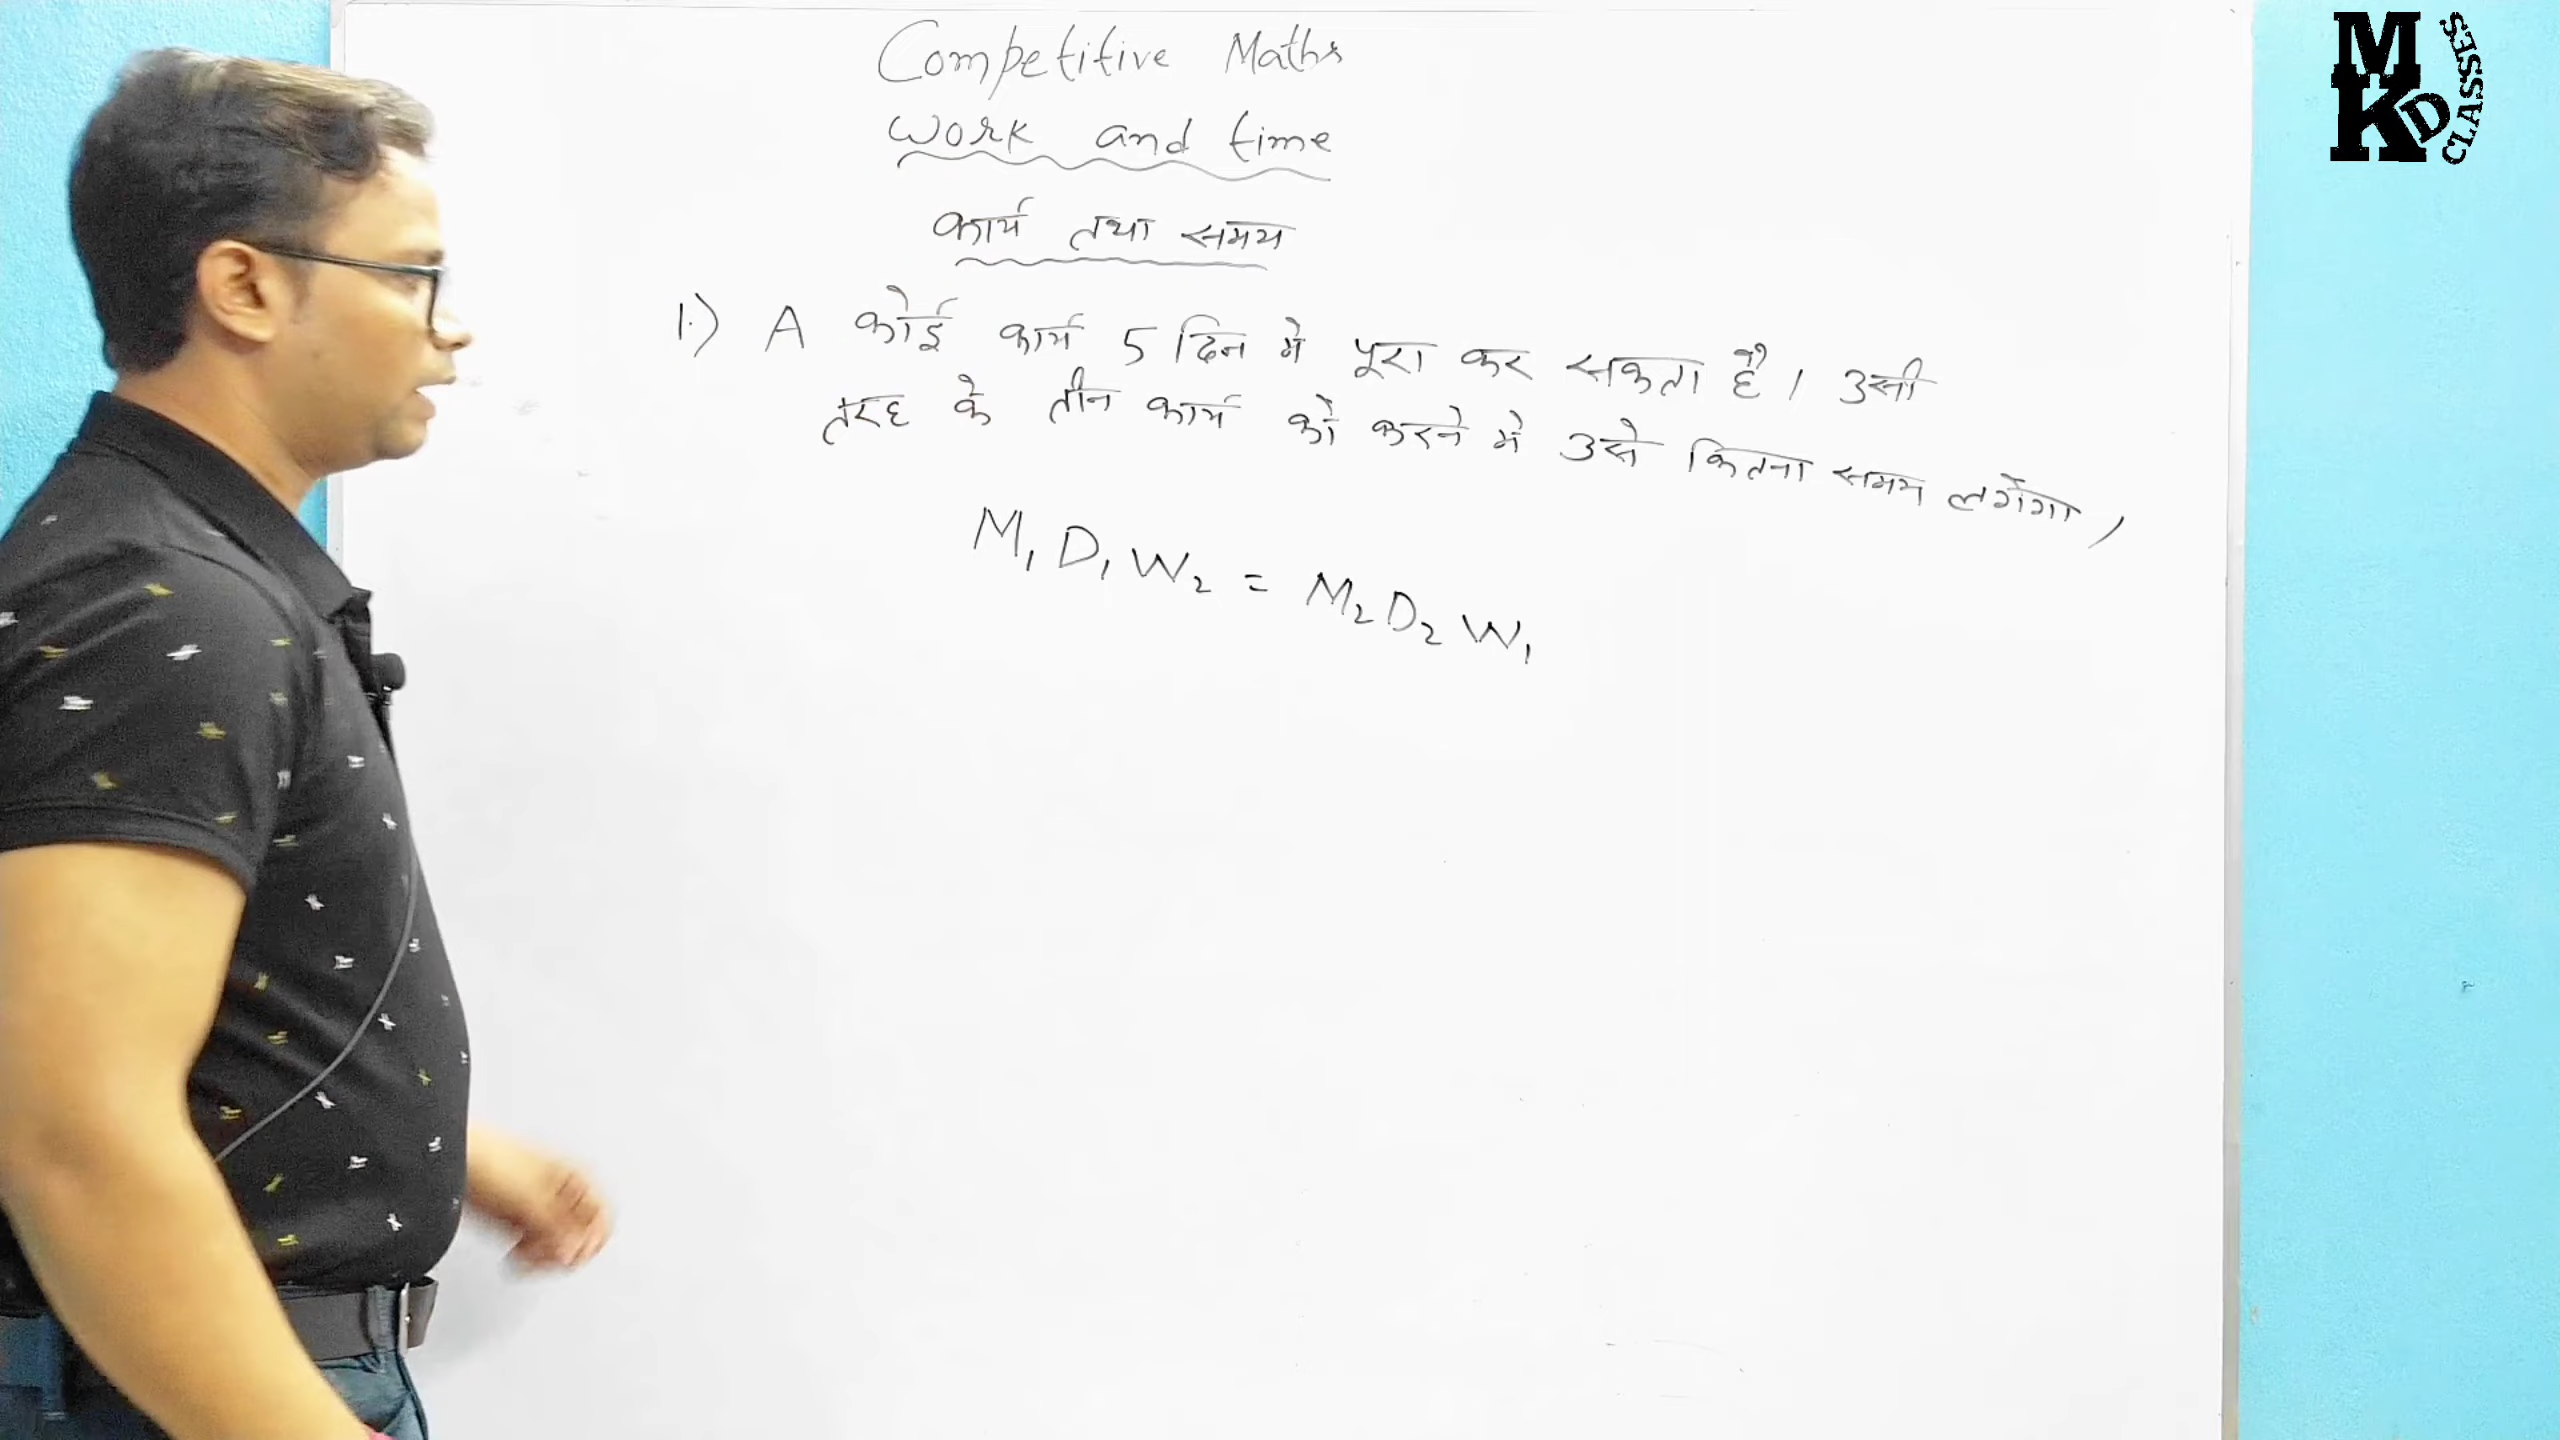 Competitive Maths
Work and time
कार्य तथा समय
1.) A कोई कार्य 5 दिन मे पूरा कर सकता है। उसी
तरह के तीन कार्य को करने मे उसे कितना समय लगेगा,
M₁ D₁ W₂ = M₂ D₂ W₁
MKD CLASSES